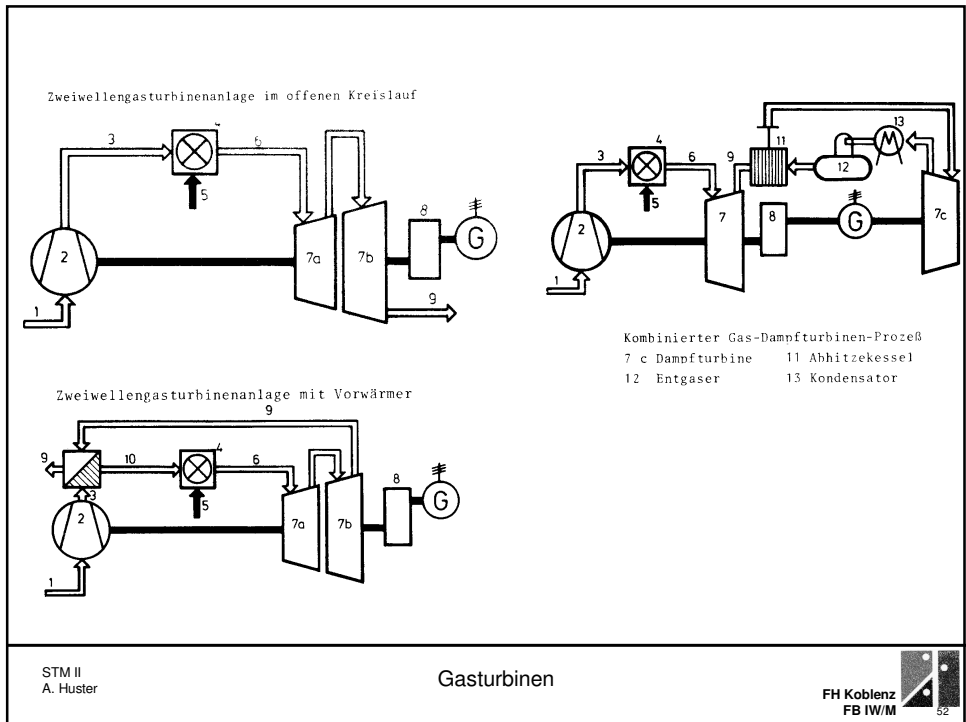 Zweiwellengasturbinenanlage im offenen Kreislauf
3
4
6
5
2
7a
7b
8
G
1
9
3
4
6
9
11
13
12
5
2
7
8
G
7c
1
Kombinierter Gas-Dampfturbinen-Prozeß
7 c Dampfturbine 11 Abhitzekessel
12 Entgaser 13 Kondensator
Zweiwellengasturbinenanlage mit Vorwärmer
9
9
10
4
6
3
5
2
7a
7b
8
G
1
STM II
A. Huster
Gasturbinen
FH Koblenz
FB IW/M
52